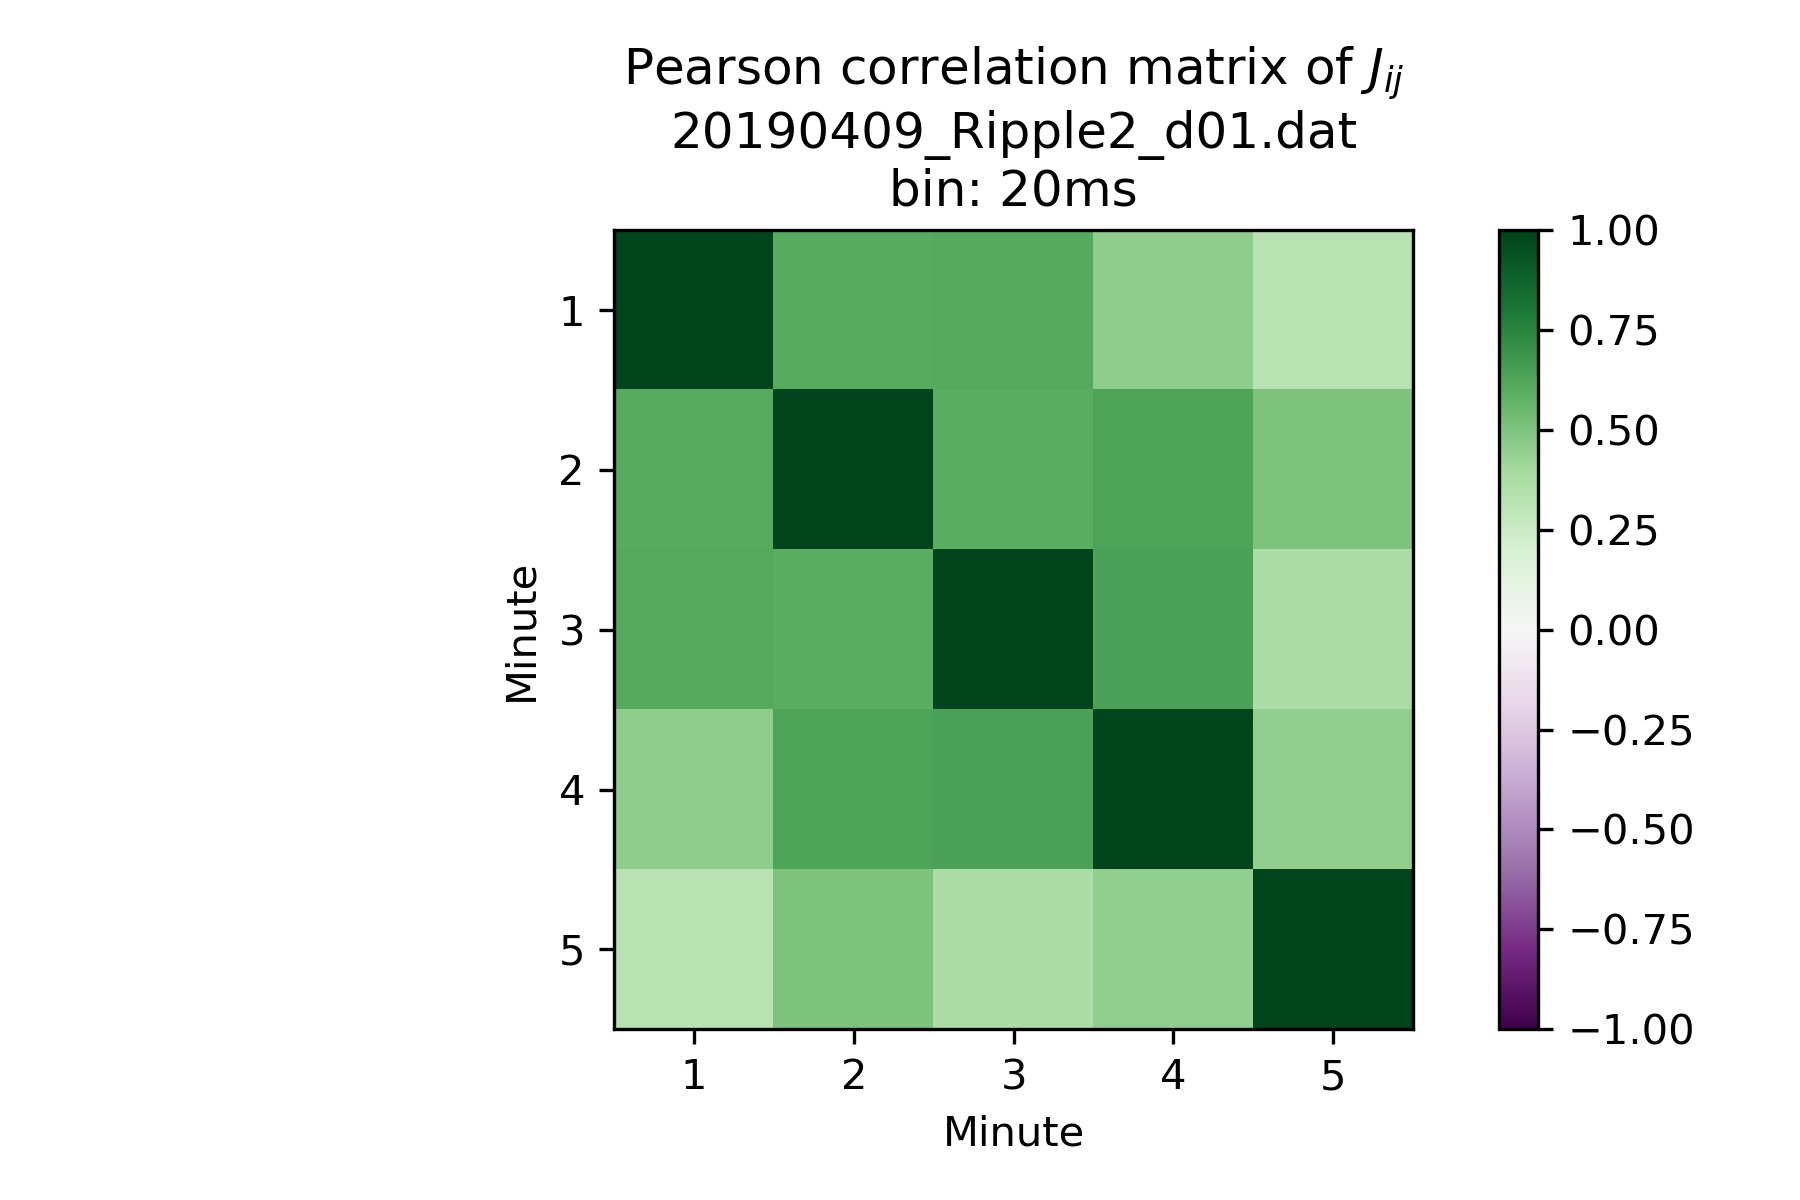 Pearson correlation matrix of J_ij
20190409_Ripple2_d01.dat
bin: 20ms
Minute
1
2
3
4
5
1 2 3 4 5
Minute
1.00
0.75
0.50
0.25
0.00
−0.25
−0.50
−0.75
−1.00